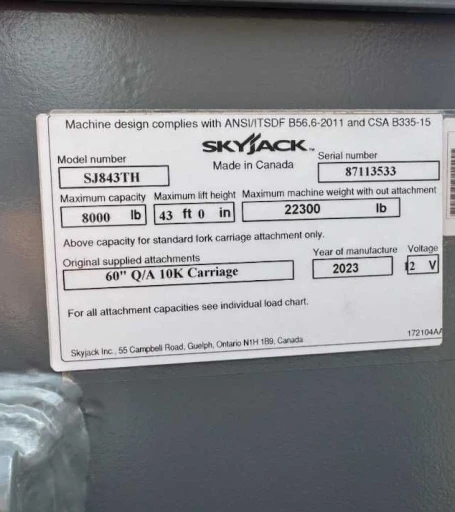 Machine design complies with ANSI/ITSDF B56.6-2011 and CSA B335-15
SKYJACK™
Made in Canada
Model number
SJ843TH
Serial number
87113533
Maximum capacity
8000 lb
Maximum lift height
43 ft 0 in
Maximum machine weight with out attachment
22300 lb
Above capacity for standard fork carriage attachment only.
Original supplied attachments
60" Q/A 10K Carriage
Year of manufacture
2023
Voltage
12 V
For all attachment capacities see individual load chart.
Skyjack Inc., 55 Campbell Road, Guelph, Ontario N1H 1B9, Canada
172104AA